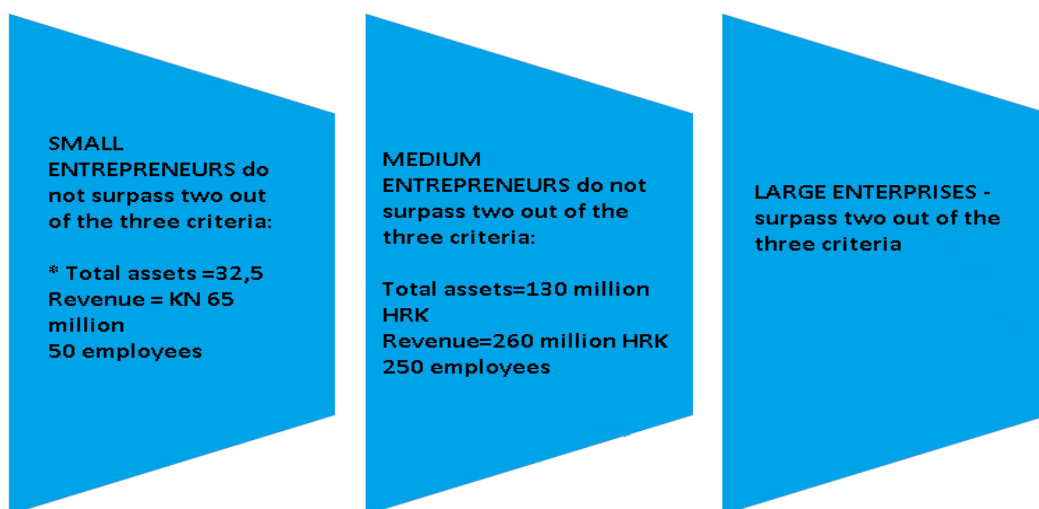 SMALL
ENTREPRENEURS do
not surpass two out
of the three criteria:
* Total assets =32,5
Revenue = KN 65
million
50 employees
MEDIUM
ENTREPRENEURS do not
surpass two out of the
three criteria:
Total assets=130 million
HRK
Revenue=260 million HRK
250 employees
LARGE ENTERPRISES -
surpass two out of the
three criteria